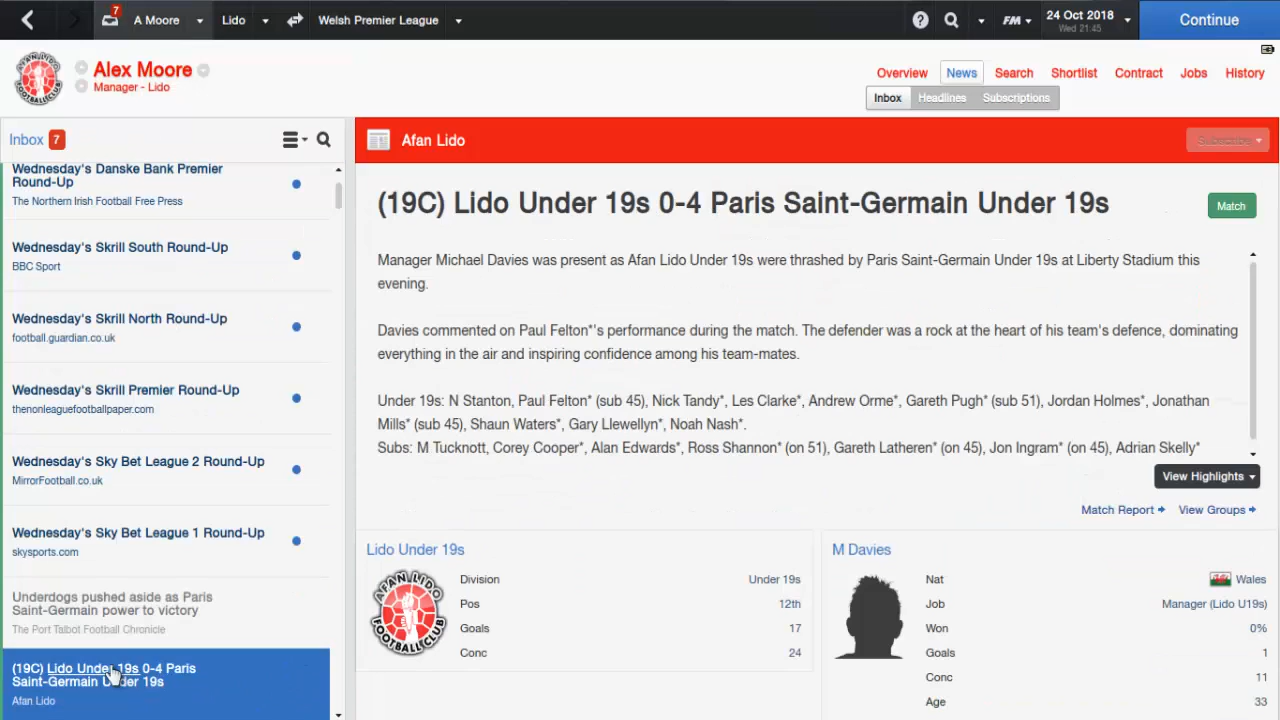 7
A Moore
Lido
Welsh Premier League
FM
24 Oct 2018
Wed 21:45
Continue
AFAN LIDO
FOOTBALL CLUB
Alex Moore
Manager - Lido
Overview
News
Search
Shortlist
Contract
Jobs
History
Inbox
Headlines
Subscriptions
Inbox 7
Wednesday's Danske Bank Premier
Round-Up
The Northern Irish Football Free Press
Wednesday's Skrill South Round-Up
BBC Sport
Wednesday's Skrill North Round-Up
football.guardian.co.uk
Wednesday's Skrill Premier Round-Up
thenonleaguefootballpaper.com
Wednesday's Sky Bet League 2 Round-Up
MirrorFootball.co.uk
Wednesday's Sky Bet League 1 Round-Up
skysports.com
Underdogs pushed aside as Paris
Saint-Germain power to victory
The Port Talbot Football Chronicle
(19C) Lido Under 19s 0-4 Paris
Saint-Germain Under 19s
Afan Lido
Afan Lido
Subscribe
(19C) Lido Under 19s 0-4 Paris Saint-Germain Under 19s
Match
Manager Michael Davies was present as Afan Lido Under 19s were thrashed by Paris Saint-Germain Under 19s at Liberty Stadium this
evening.
Davies commented on Paul Felton*'s performance during the match. The defender was a rock at the heart of his team's defence, dominating
everything in the air and inspiring confidence among his team-mates.
Under 19s: N Stanton, Paul Felton* (sub 45), Nick Tandy*, Les Clarke*, Andrew Orme*, Gareth Pugh* (sub 51), Jordan Holmes*, Jonathan
Mills* (sub 45), Shaun Waters*, Gary Llewellyn*, Noah Nash*.
Subs: M Tucknott, Corey Cooper*, Alan Edwards*, Ross Shannon* (on 51), Gareth Latheren* (on 45), Jon Ingram* (on 45), Adrian Skelly*
View Highlights
Match Report
View Groups
Lido Under 19s
AFAN LIDO
FOOTBALL CLUB
Division Under 19s
Pos 12th
Goals 17
Conc 24
M Davies
Nat Wales
Job Manager (Lido U19s)
Won 0%
Goals 1
Conc 11
Age 33